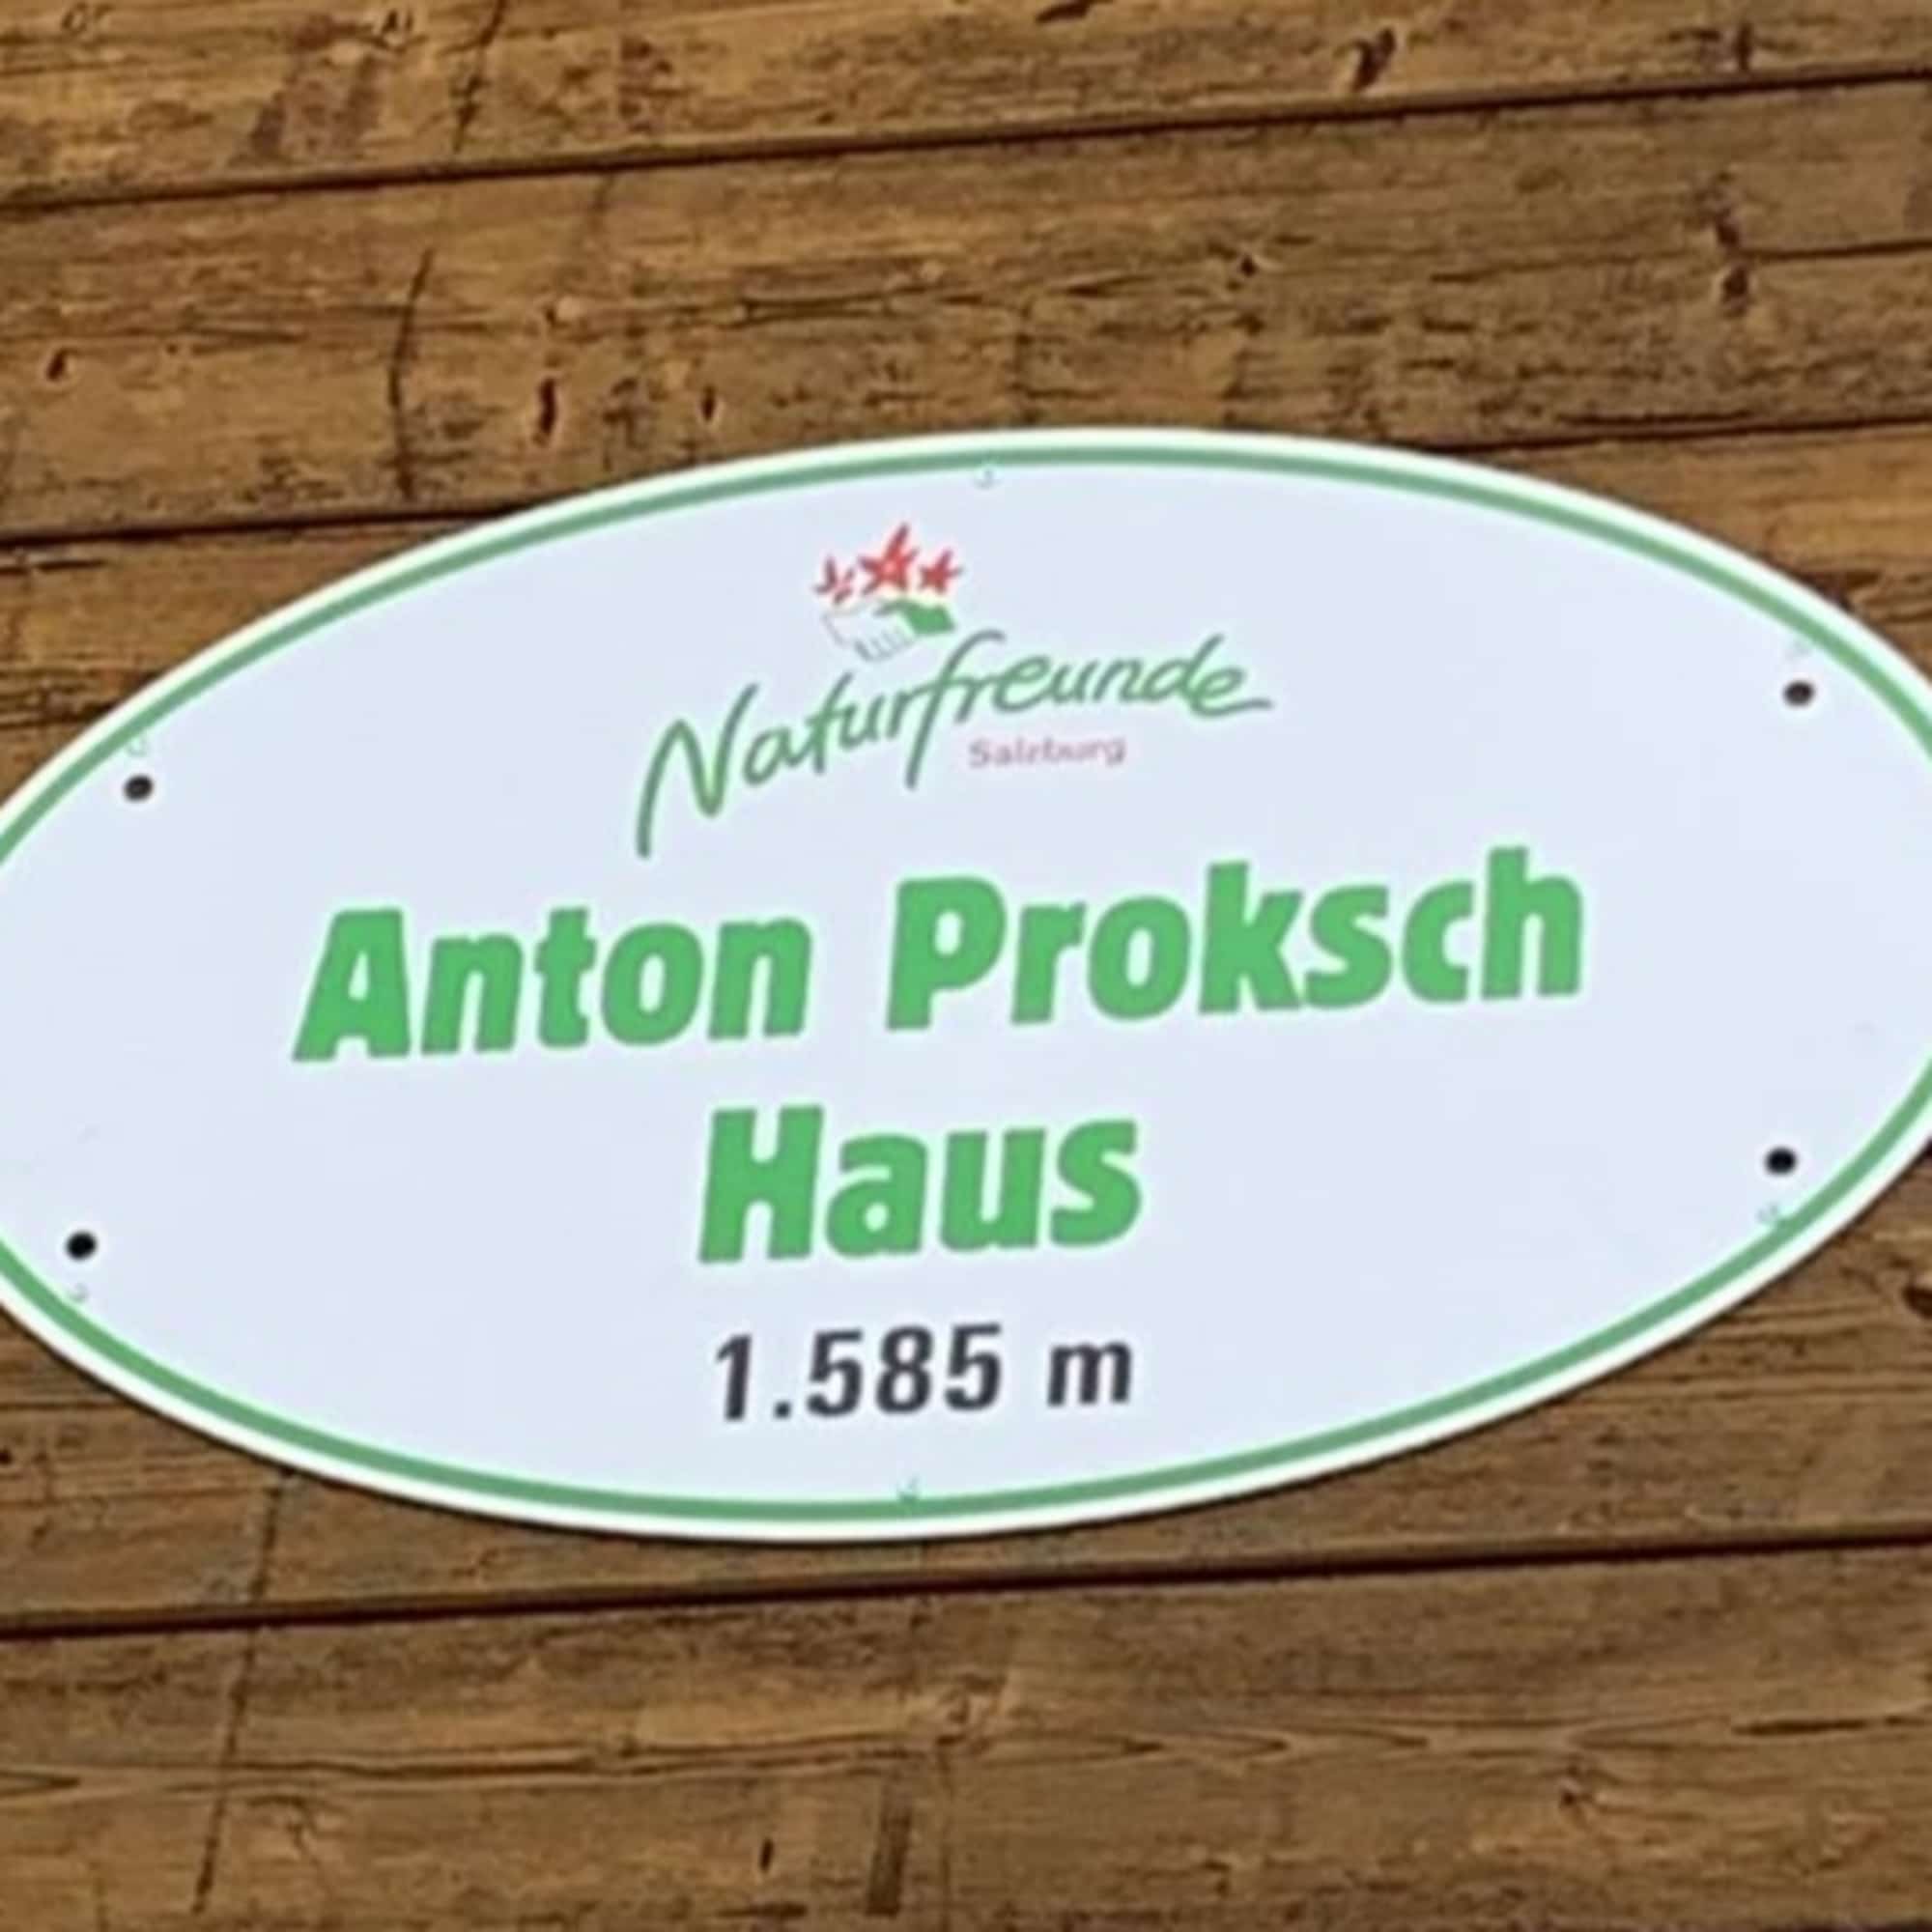 Naturfreunde
Salzburg
Anton Proksch
Haus
1.585 m